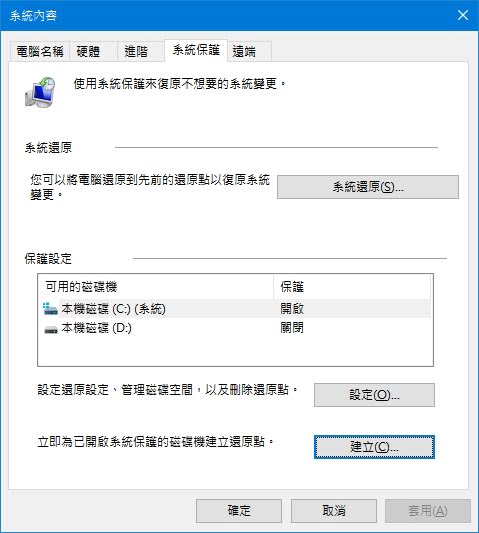 系統內容
電腦名稱 硬體 進階 系統保護 遠端
使用系統保護來復原不想要的系統變更。
系統還原
您可以將電腦還原到先前的還原點以復原系統
變更。
系統還原(S)...
保護設定
可用的磁碟機 保護
本機磁碟 (C:) (系統) 開啟
本機磁碟 (D:) 關閉
設定還原設定、管理磁碟空間，以及刪除還原點。
設定(O)...
立即為已開啟系統保護的磁碟機建立還原點。
建立(C)...
確定 取消 套用(A)